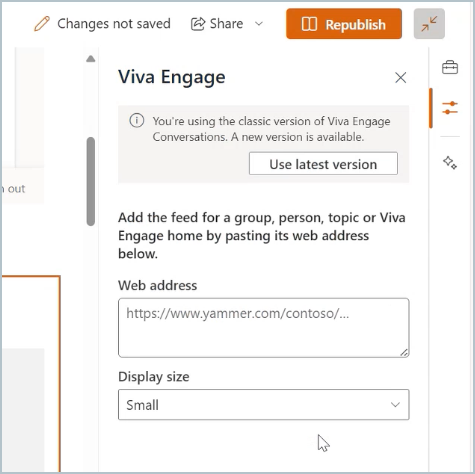 Changes not saved
Share
Republish
Viva Engage
You're using the classic version of Viva Engage
Conversations. A new version is available.
Use latest version
out
Add the feed for a group, person, topic or Viva
Engage home by pasting its web address
below.
Web address
https://www.yammer.com/contoso/...
Display size
Small